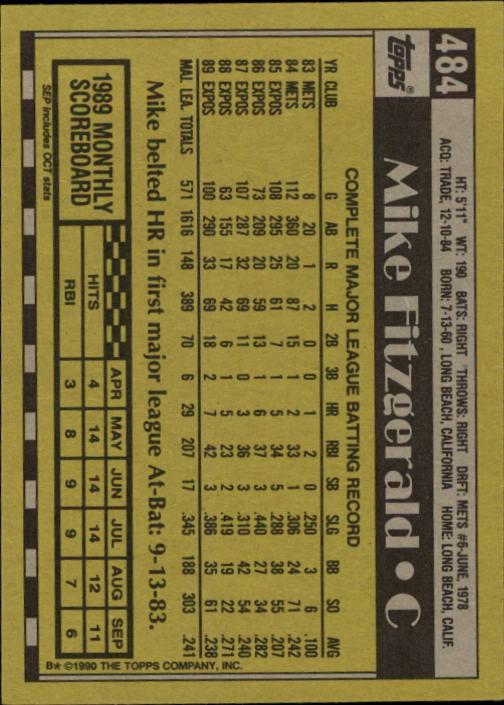 484
topps®
HT: 5'11" WT: 190 BATS: RIGHT THROWS: RIGHT DRFT: METS #6-JUNE, 1978
ACQ: TRADE, 12-10-84 BORN: 7-13-60, LONG BEACH, CALIFORNIA HOME: LONG BEACH, CALIF.
Mike Fitzgerald • C
COMPLETE MAJOR LEAGUE BATTING RECORD
YR CLUB G AB R H 2B 3B HR RBI SB SLG BB SO AVG
83 METS 8 20 1 2 0 0 1 2 0 .250 3 6 .100
84 METS 112 360 20 87 15 1 2 33 1 .306 24 71 .242
85 EXPOS 108 295 25 61 7 1 5 34 5 .288 38 55 .207
86 EXPOS 73 209 20 59 13 1 6 37 3 .440 27 34 .282
87 EXPOS 107 287 32 69 11 0 3 36 3 .310 42 54 .240
88 EXPOS 63 155 17 42 6 1 5 23 2 .419 19 22 .271
89 EXPOS 100 290 33 69 18 2 7 42 3 .386 35 61 .238
MAJ. LEA. TOTALS 571 1616 148 389 70 6 29 207 17 .345 188 303 .241
Mike belted HR in first major league At-Bat: 9-13-83.
1989 MONTHLY
SCOREBOARD
APR MAY JUN JUL AUG SEP
HITS 4 14 14 14 12 11
RBI 3 8 9 9 7 6
SEP includes OCT stats
B* ©1990 THE TOPPS COMPANY, INC.